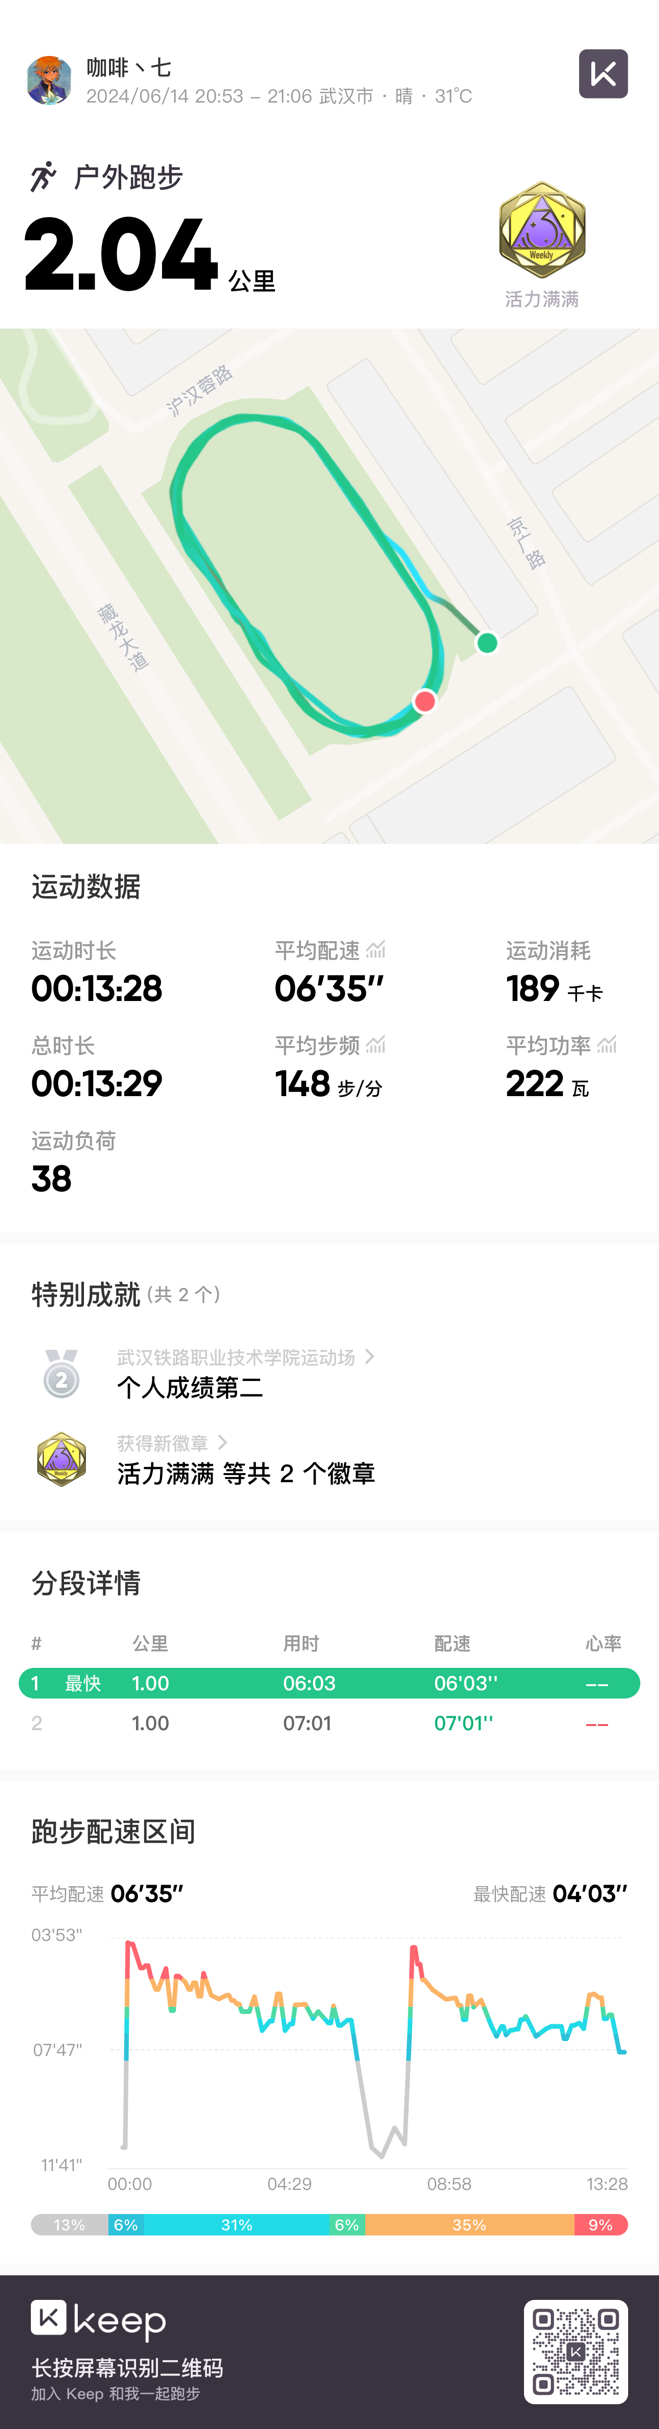 咖啡丶七
2024/06/14 20:53 – 21:06 武汉市 · 晴 · 31℃
户外跑步
2.04 公里
3
Weekly
活力满满
沪汉蓉路
京广路
藏龙大道
运动数据
运动时长 平均配速 运动消耗
00:13:28 06'35'' 189 千卡
总时长 平均步频 平均功率
00:13:29 148 步/分 222 瓦
运动负荷
38
特别成就 (共 2 个)
2
武汉铁路职业技术学院运动场 >
个人成绩第二
3
Weekly
获得新徽章 >
活力满满 等共 2 个徽章
分段详情
# 公里 用时 配速 心率
1 最快 1.00 06:03 06'03'' --
2 1.00 07:01 07'01'' --
跑步配速区间
平均配速 06'35'' 最快配速 04'03''
03'53"
07'47"
11'41"
00:00 04:29 08:58 13:28
13% 6% 31% 6% 35% 9%
keep
长按屏幕识别二维码
加入 Keep 和我一起跑步